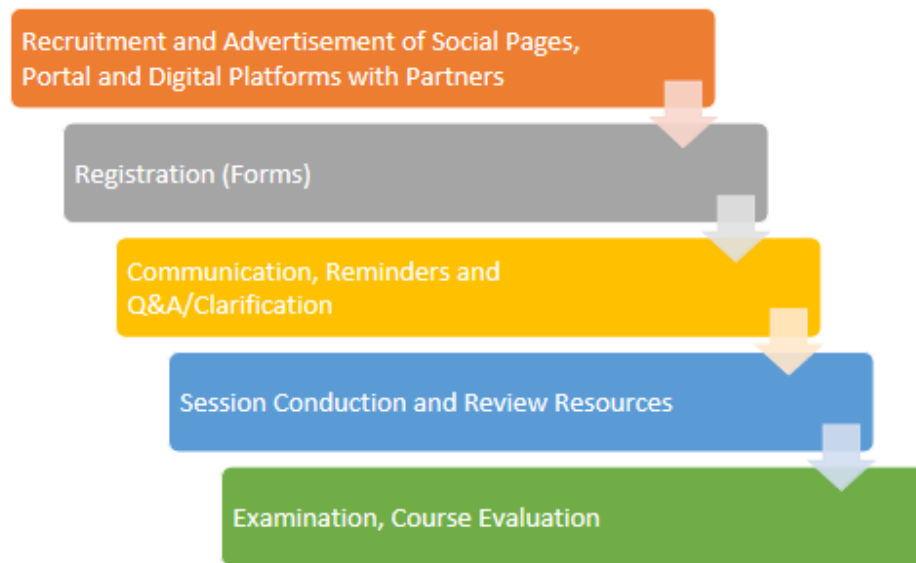 Recruitment and Advertisement of Social Pages,
Portal and Digital Platforms with Partners
Registration (Forms)
Communication, Reminders and
Q&A/Clarification
Session Conduction and Review Resources
Examination, Course Evaluation